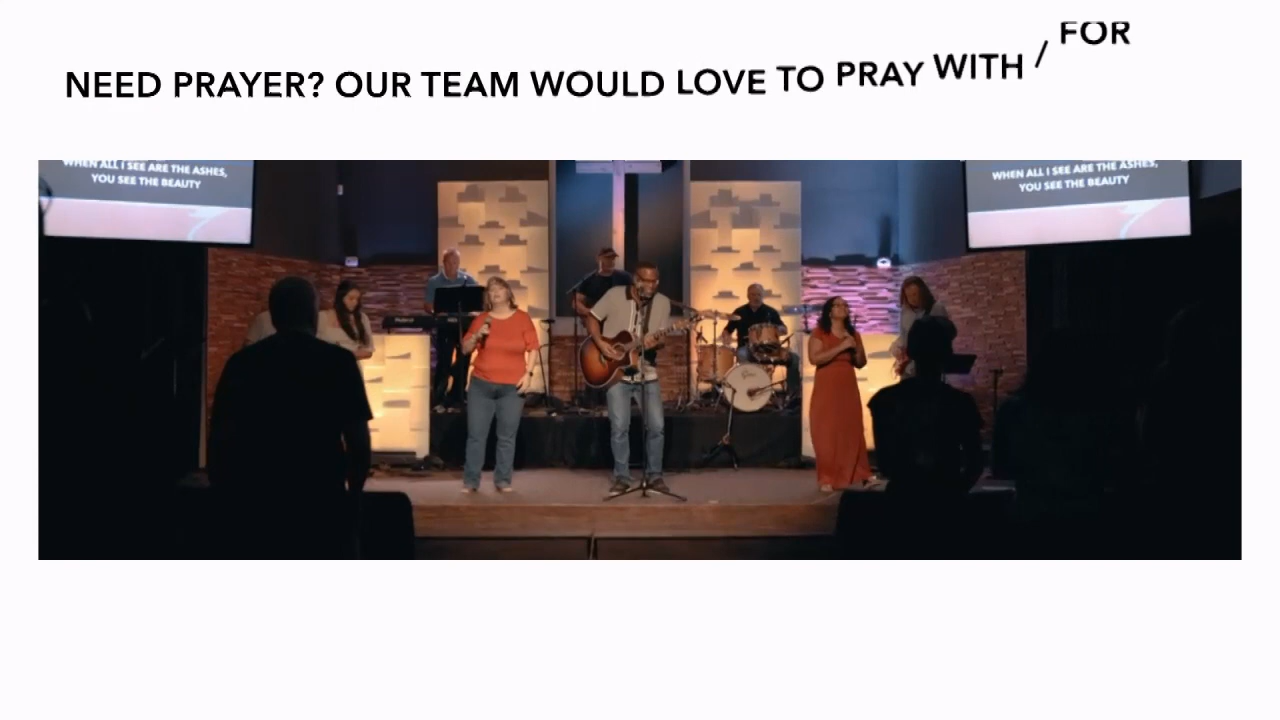 NEED PRAYER? OUR TEAM WOULD LOVE TO PRAY WITH / FOR
WHEN ALL I SEE ARE THE ASHES,
YOU SEE THE BEAUTY
WHEN ALL I SEE ARE THE ASHES,
YOU SEE THE BEAUTY